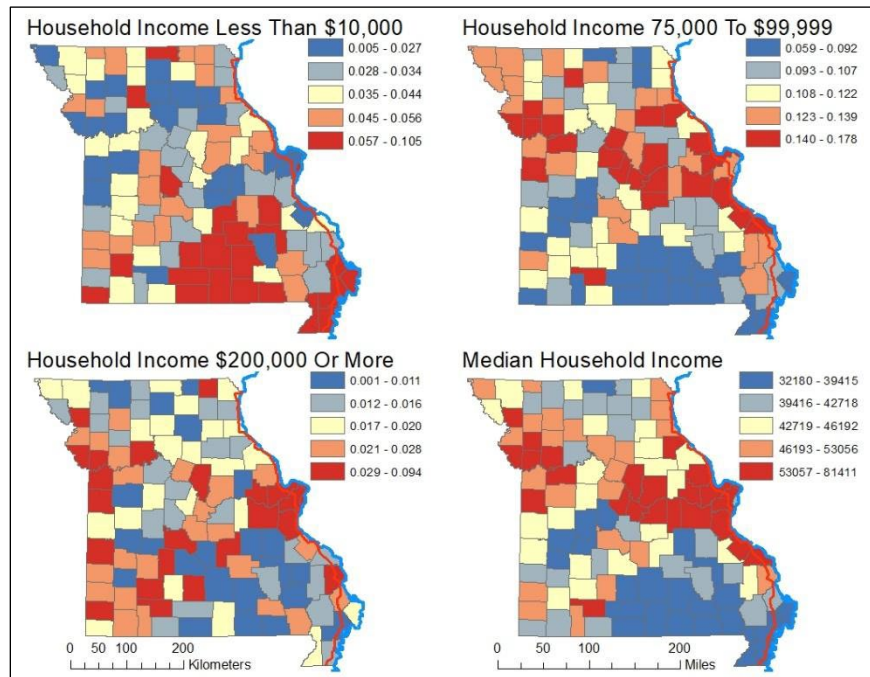 Household Income Less Than $10,000
0.005 - 0.027
0.028 - 0.034
0.035 - 0.044
0.045 - 0.056
0.057 - 0.105
Household Income 75,000 To $99,999
0.059 - 0.092
0.093 - 0.107
0.108 - 0.122
0.123 - 0.139
0.140 - 0.178
Household Income $200,000 Or More
0.001 - 0.011
0.012 - 0.016
0.017 - 0.020
0.021 - 0.028
0.029 - 0.094
0 50 100 200
Kilometers
Median Household Income
32180 - 39415
39416 - 42718
42719 - 46192
46193 - 53056
53057 - 81411
0 50 100 200
Miles